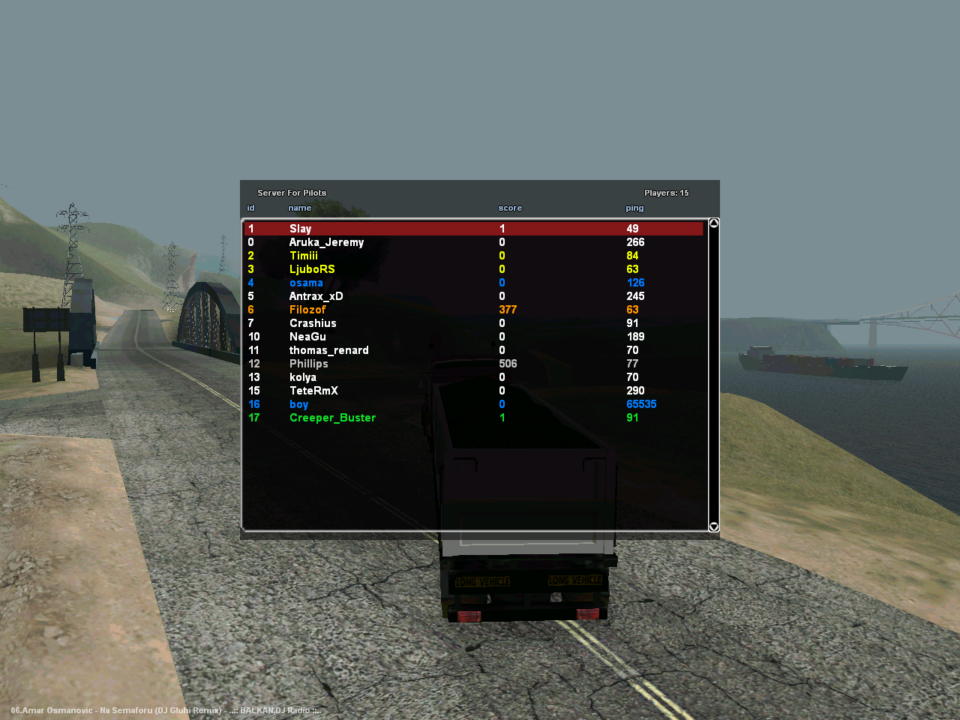 Server For Pilots Players: 15
id name score ping
1 Slay 1 49
0 Aruka_Jeremy 0 266
2 Timiii 0 84
3 LjuboRS 0 63
4 osama 0 126
5 Antrax_xD 0 245
6 Filozof 377 63
7 Crashius 0 91
10 NeaGu 0 189
11 thomas_renard 0 70
12 Phillips 506 77
13 kolya 0 70
15 TeteRmX 0 290
16 boy 0 65535
17 Creeper_Buster 1 91
LONG VEHICLE LONG VEHICLE
06.Amar Osmanovic - Na Semaforu (DJ Gluhi Remix) - ..:: BALKAN DJ Radio ::..